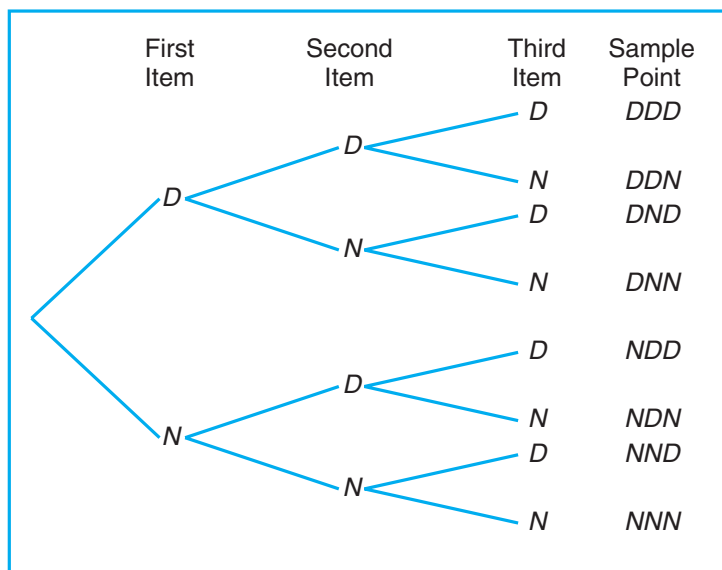 First Second Third Sample
Item Item Item Point
D DDD
D
N DDN
D
D DND
N
N DNN
D NDD
D
N NDN
N
D NND
N
N NNN